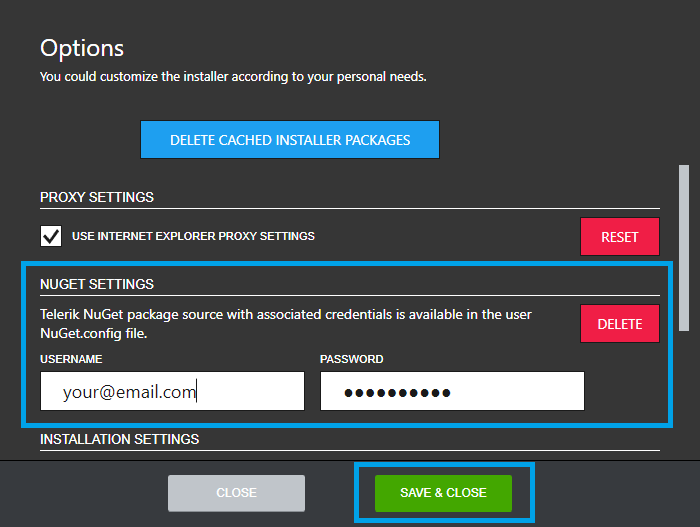 Options
You could customize the installer according to your personal needs.
DELETE CACHED INSTALLER PACKAGES
PROXY SETTINGS
USE INTERNET EXPLORER PROXY SETTINGS
RESET
NUGET SETTINGS
Telerik NuGet package source with associated credentials is available in the user
NuGet.config file.
DELETE
USERNAME
PASSWORD
your@email.com
●●●●●●●●●●
INSTALLATION SETTINGS
CLOSE
SAVE & CLOSE